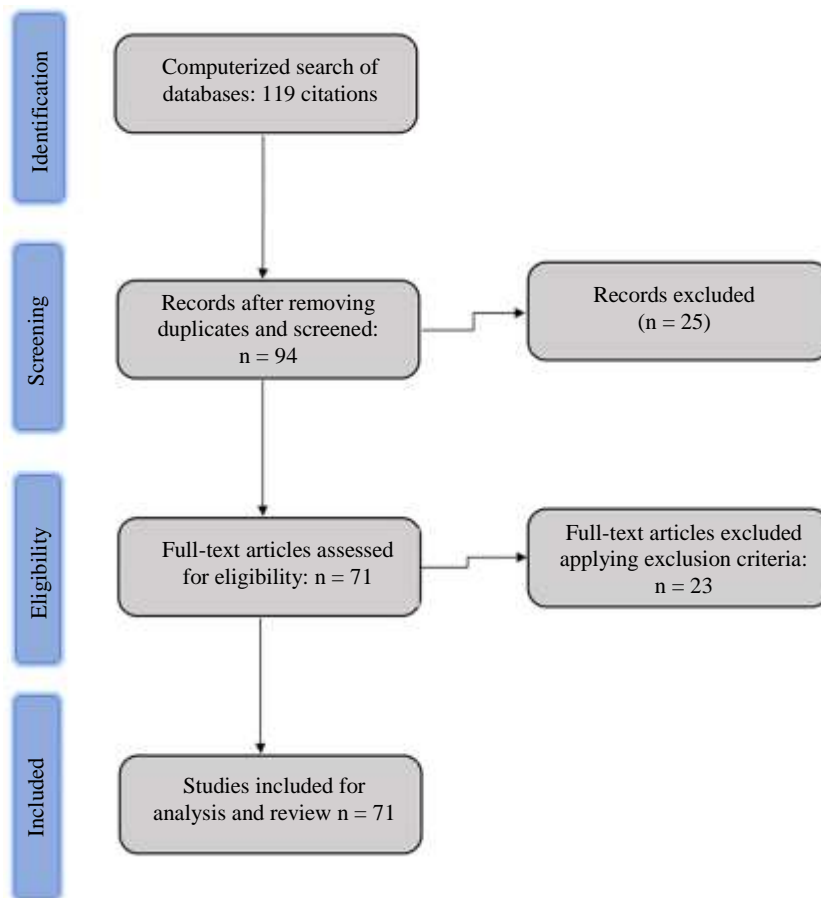 Identification
Computerized search of
databases: 119 citations
Screening
Records after removing
duplicates and screened:
n = 94
Records excluded
(n = 25)
Eligibility
Full-text articles assessed
for eligibility: n = 71
Full-text articles excluded
applying exclusion criteria:
n = 23
Included
Studies included for
analysis and review n = 71